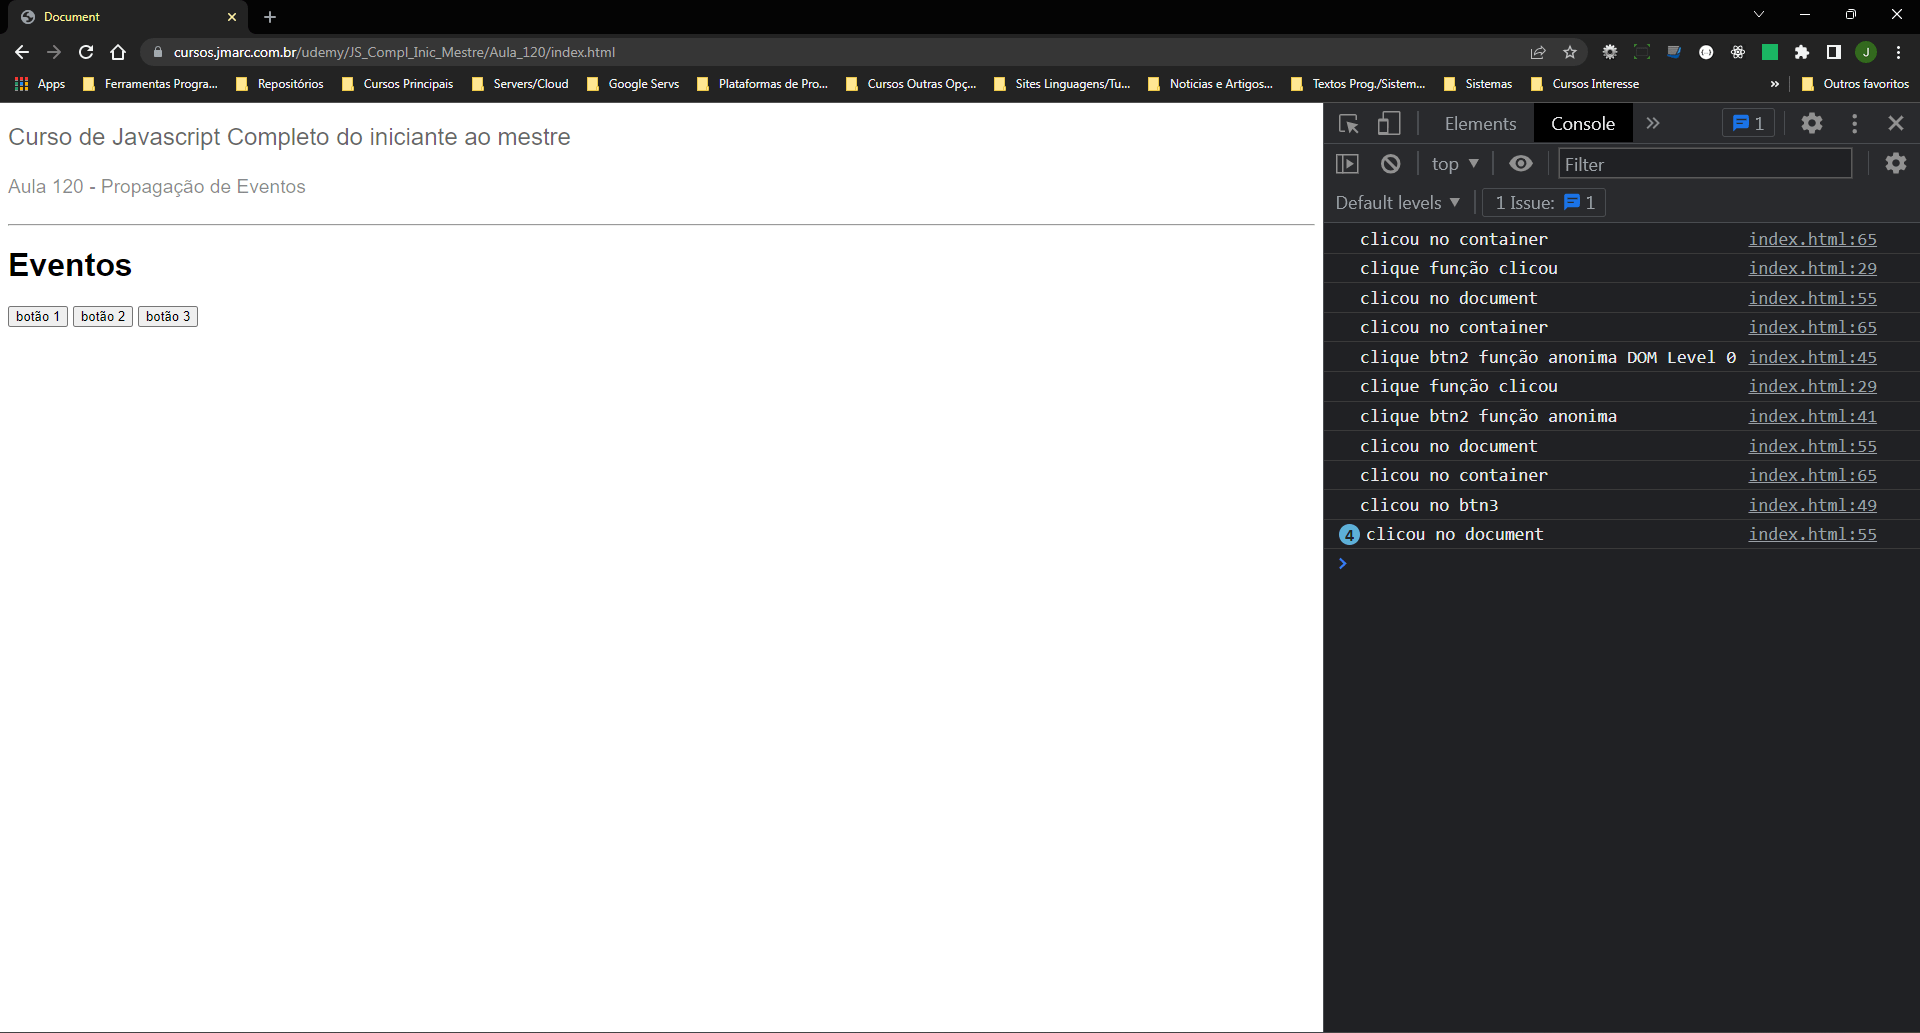 Document
cursos.jmarc.com.br/udemy/JS_Compl_Inic_Mestre/Aula_120/index.html
J
Apps Ferramentas Progra... Repositórios Cursos Principais Servers/Cloud Google Servs Plataformas de Pro... Cursos Outras Opç... Sites Linguagens/Tu... Noticias e Artigos... Textos Prog./Sistem... Sistemas Cursos Interesse » Outros favoritos
Curso de Javascript Completo do iniciante ao mestre
Aula 120 - Propagação de Eventos
Eventos
botão 1 botão 2 botão 3
Elements Console » 1
top Filter
Default levels 1 Issue: 1
clicou no container index.html:65
clique função clicou index.html:29
clicou no document index.html:55
clicou no container index.html:65
clique btn2 função anonima DOM Level 0 index.html:45
clique função clicou index.html:29
clique btn2 função anonima index.html:41
clicou no document index.html:55
clicou no container index.html:65
clicou no btn3 index.html:49
4 clicou no document index.html:55